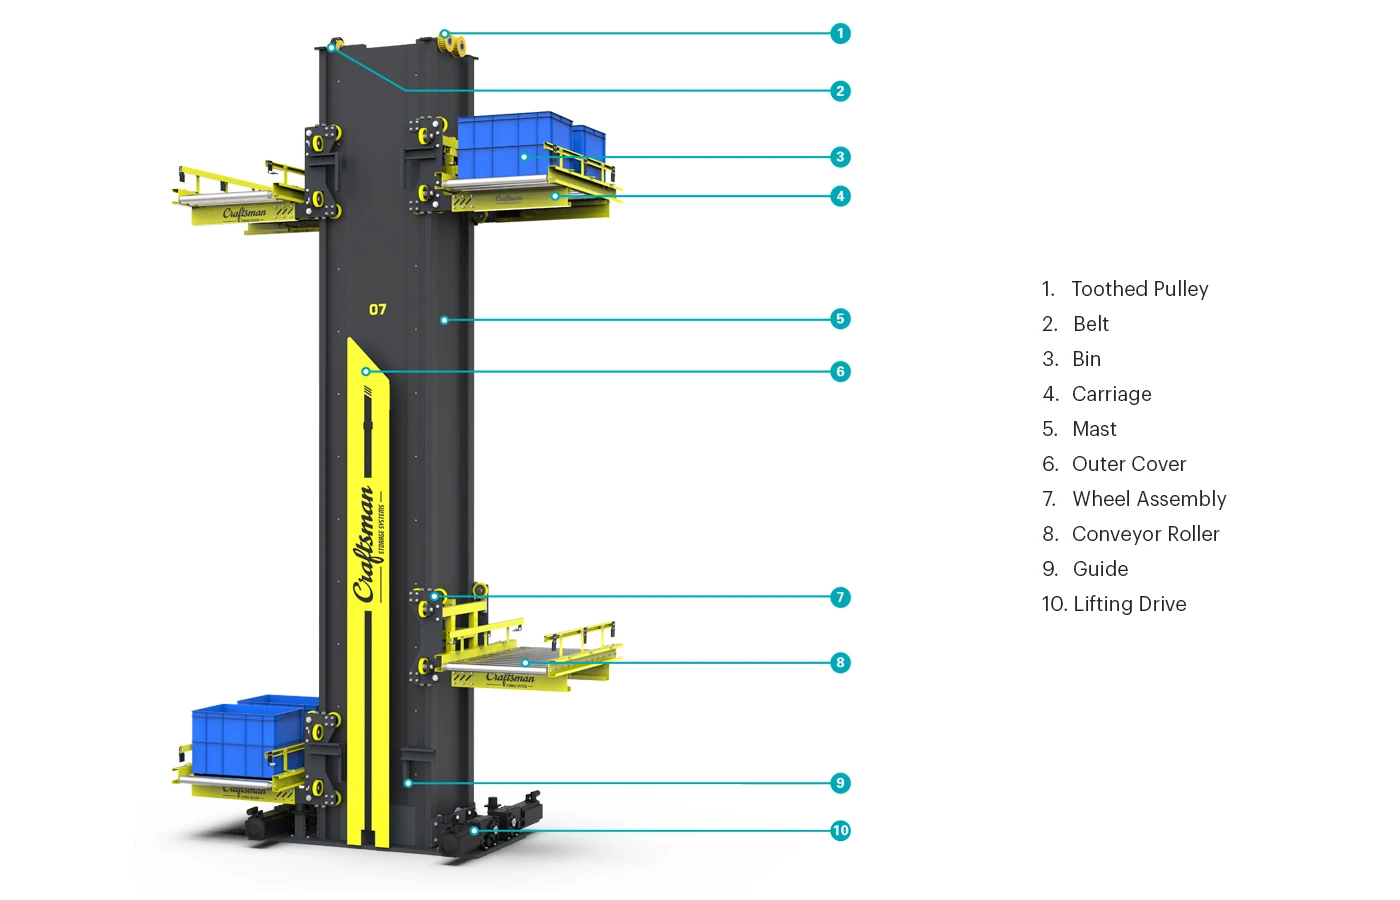 1
2
3
4
Craftsman
Craftsman
07
5
6
Craftsman
STORAGE SYSTEMS
7
8
Craftsman
Craftsman
9
10
1. Toothed Pulley
2. Belt
3. Bin
4. Carriage
5. Mast
6. Outer Cover
7. Wheel Assembly
8. Conveyor Roller
9. Guide
10. Lifting Drive